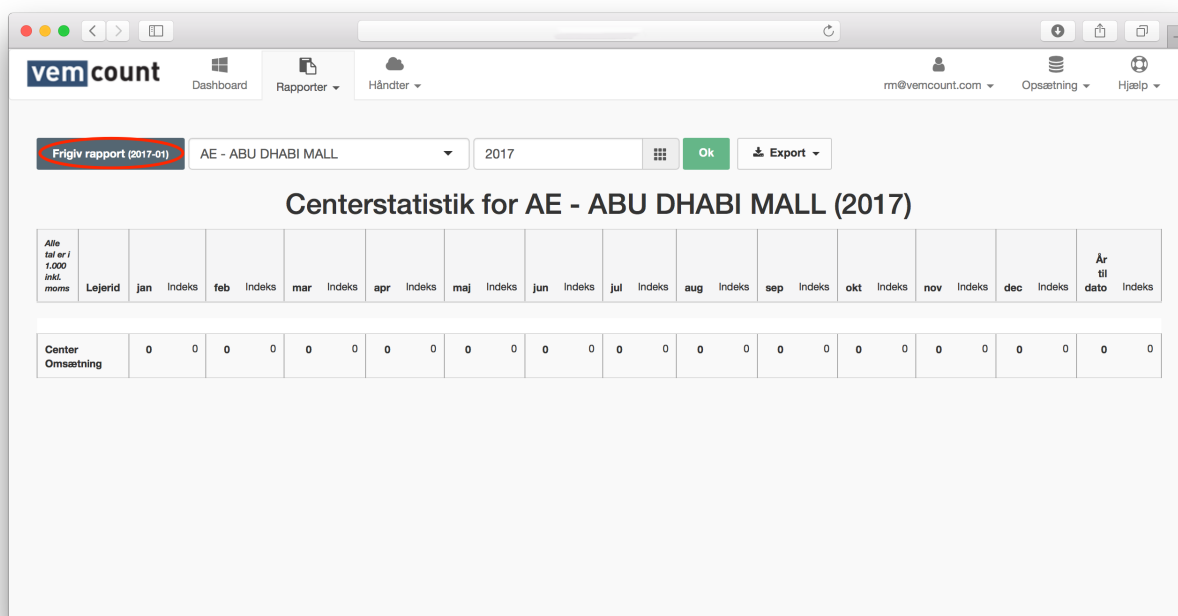 vemcount
Dashboard
Rapporter
Håndter
rm@vemcount.com
Opsætning
Hjælp
Frigiv rapport (2017-01)
AE - ABU DHABI MALL
2017
Ok
Export
Centerstatistik for AE - ABU DHABI MALL (2017)
Alle
tal er i
1.000
inkl.
moms Lejerid jan Indeks feb Indeks mar Indeks apr Indeks maj Indeks jun Indeks jul Indeks aug Indeks sep Indeks okt Indeks nov Indeks dec Indeks
År
til
dato Indeks
Center
Omsætning
0 0 0 0 0 0 0 0 0 0 0 0 0 0 0 0 0 0 0 0 0 0 0 0 0 0